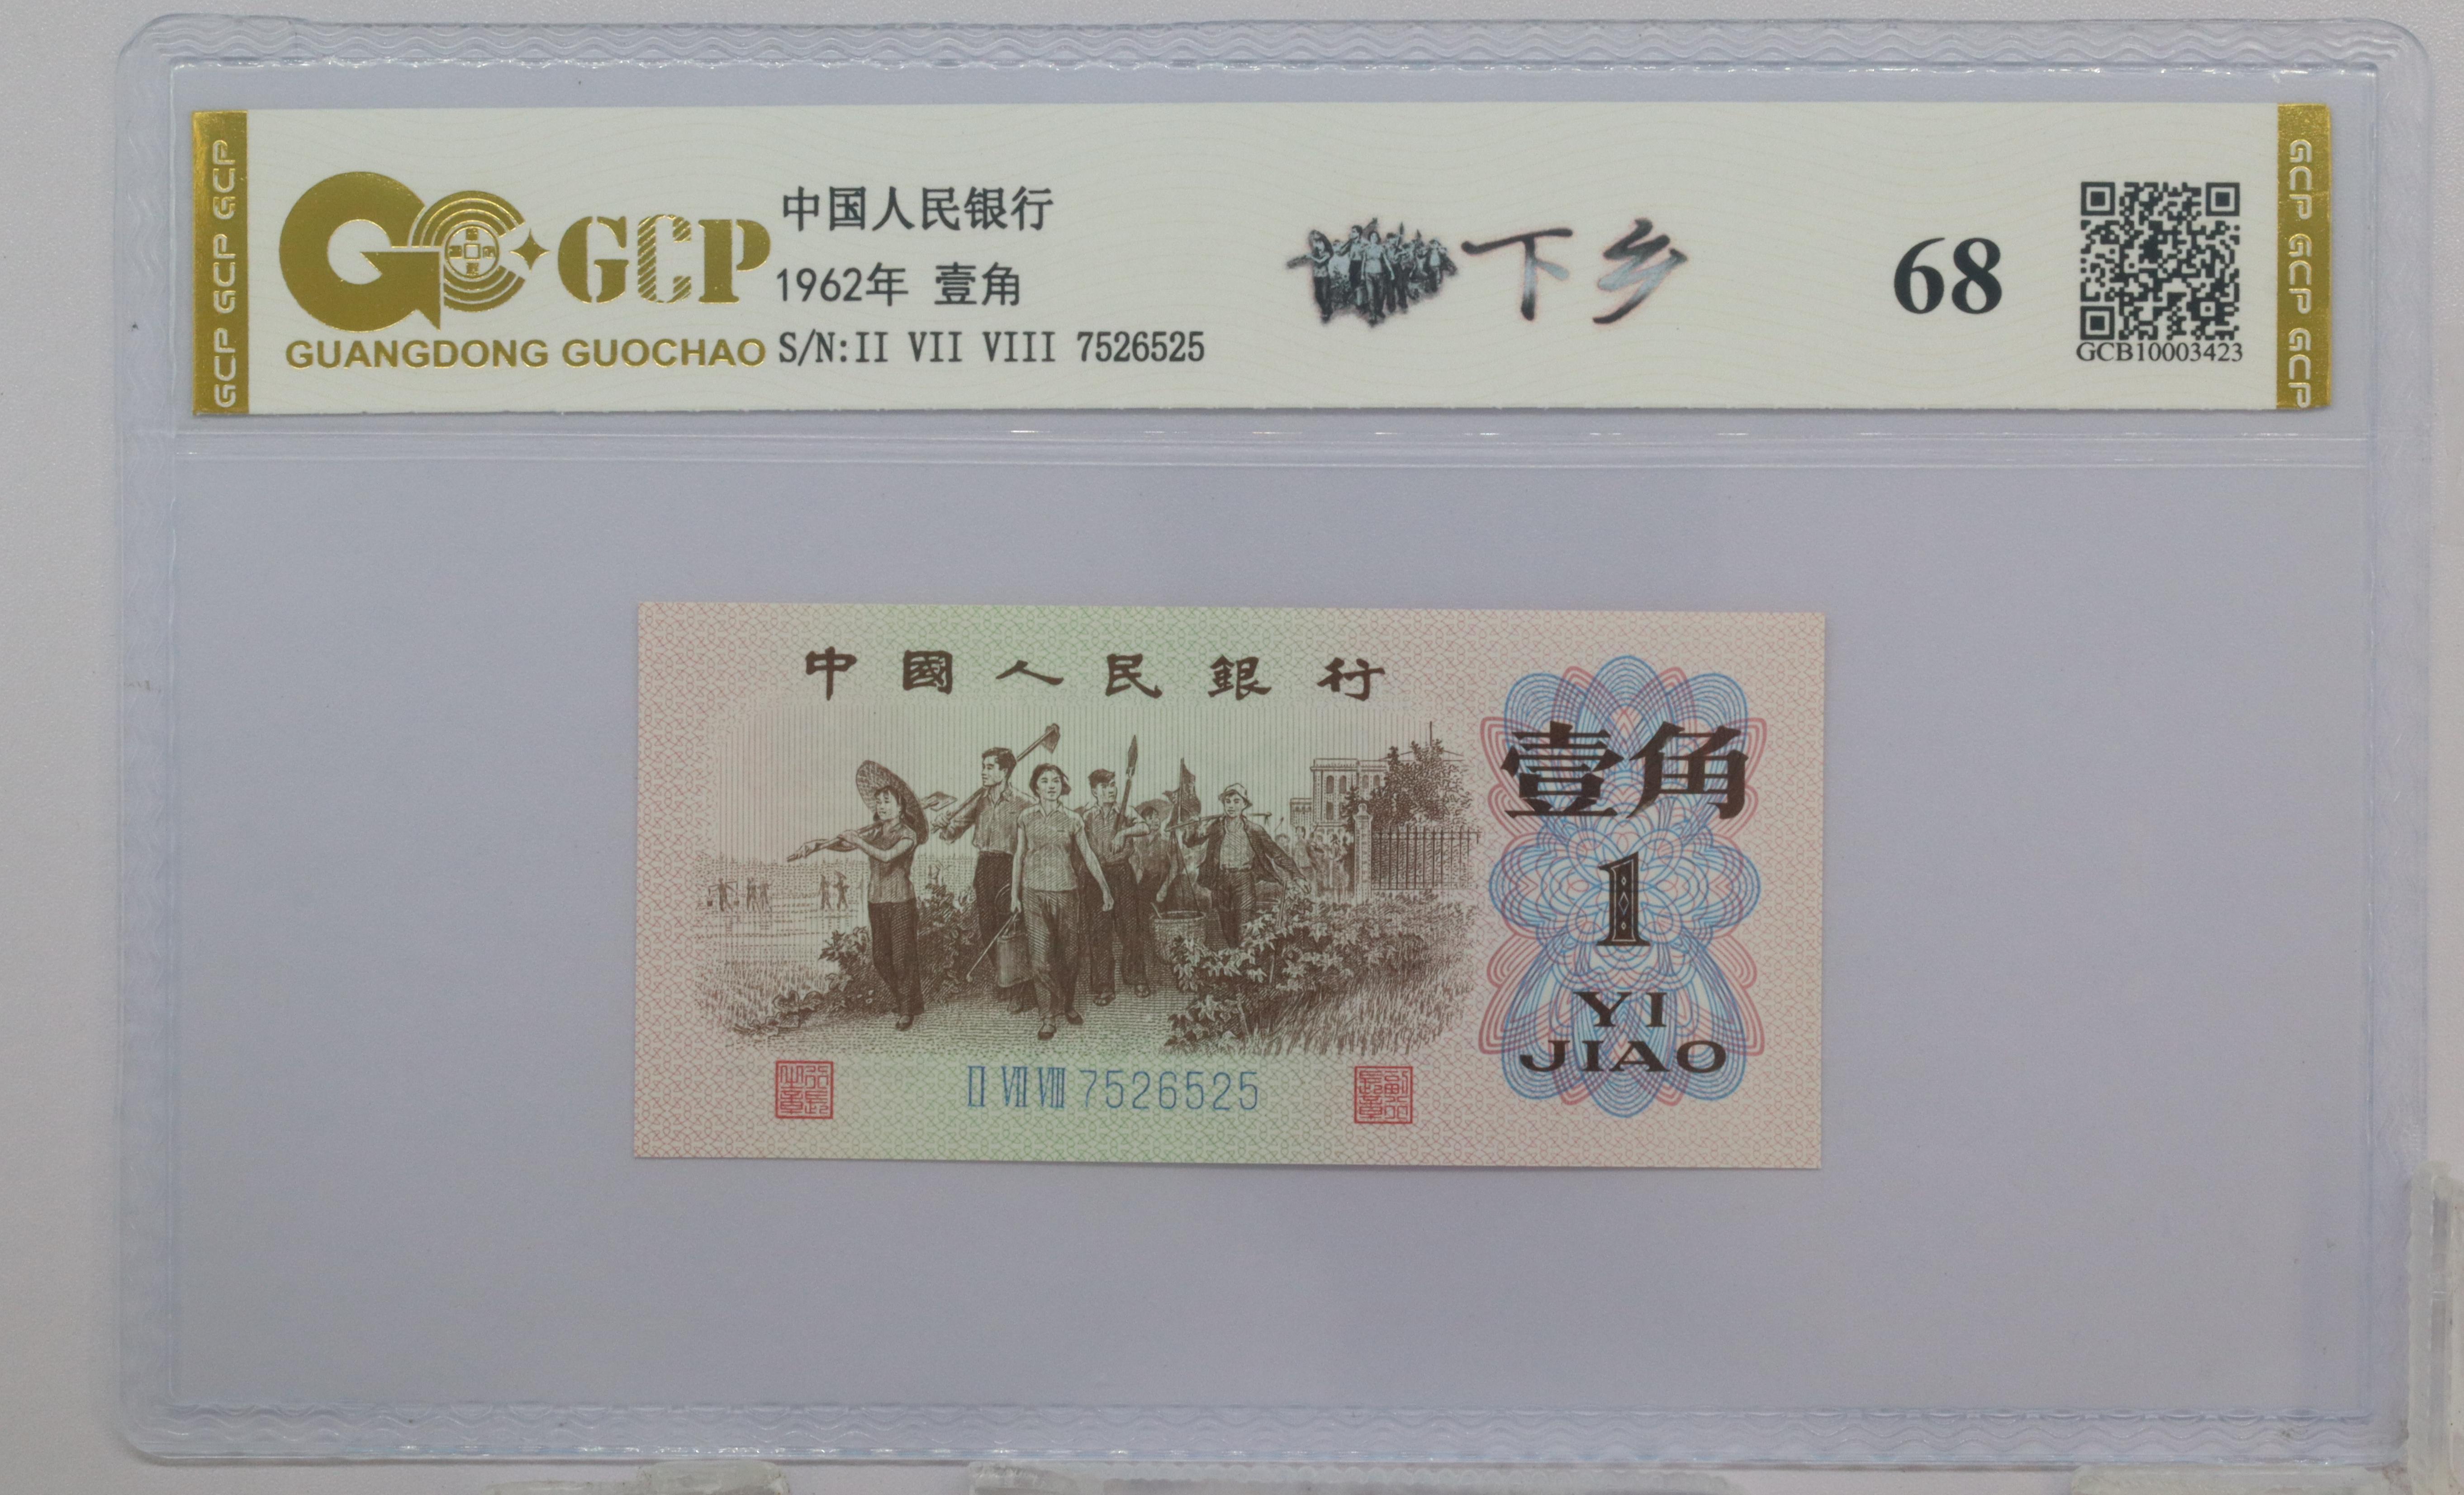 GCP GCP GCP
GCP
GUANGDONG GUOCHAO
中国人民银行
1962年 壹角
S/N:II VII VIII 7526525
下乡
68
GCB10003423
GCP GCP GCP
中國人民銀行
壹角
1
YI
JIAO
II VII VIII 7526525